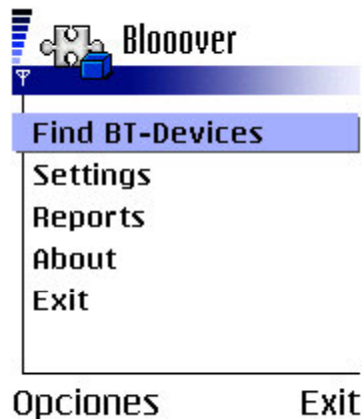 Blooover
Find BT-Devices
Settings
Reports
About
Exit
Opciones Exit